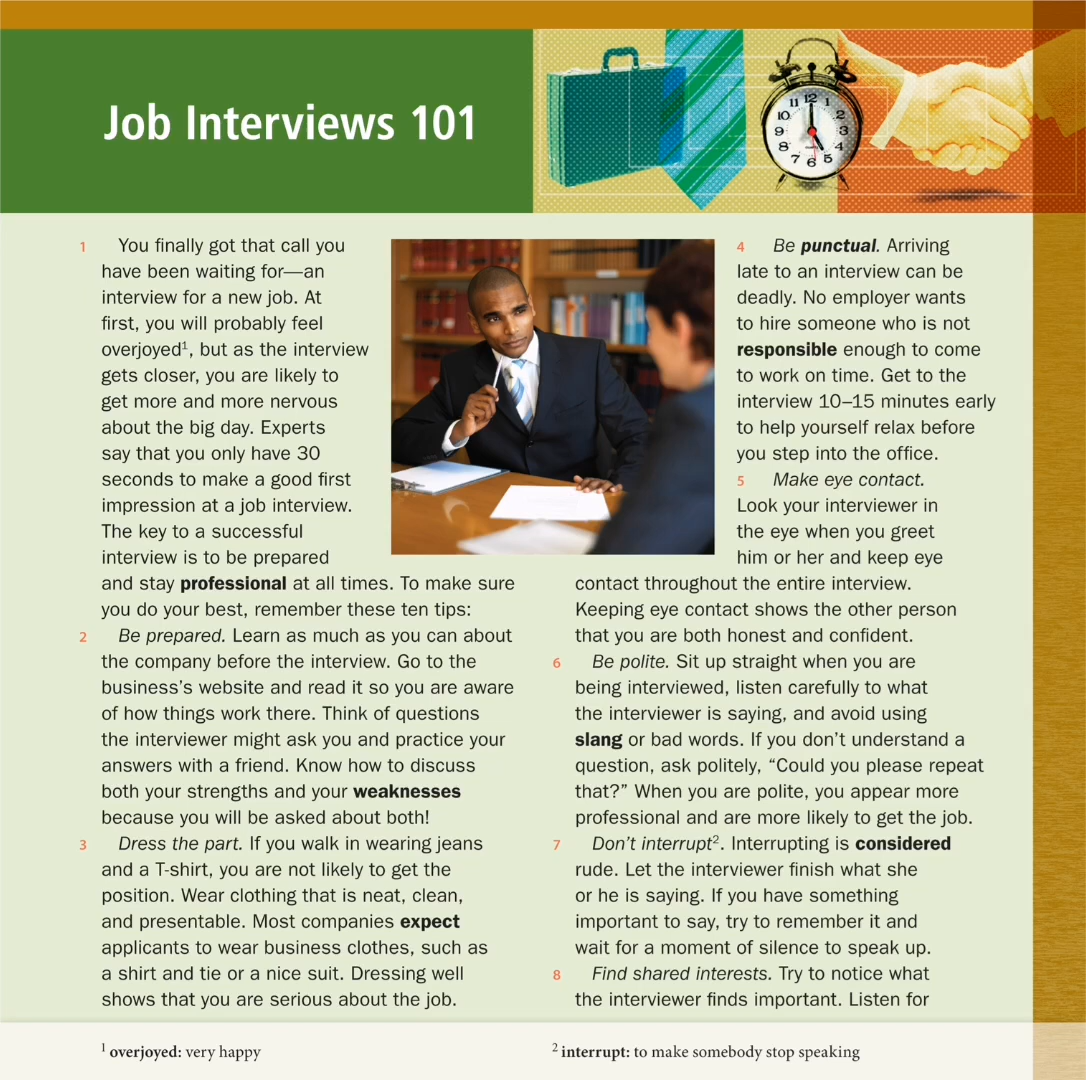 Job Interviews 101
1 You finally got that call you
have been waiting for—an
interview for a new job. At
first, you will probably feel
overjoyed¹, but as the interview
gets closer, you are likely to
get more and more nervous
about the big day. Experts
say that you only have 30
seconds to make a good first
impression at a job interview.
The key to a successful
interview is to be prepared
and stay professional at all times. To make sure
you do your best, remember these ten tips:
2 Be prepared. Learn as much as you can about
the company before the interview. Go to the
business’s website and read it so you are aware
of how things work there. Think of questions
the interviewer might ask you and practice your
answers with a friend. Know how to discuss
both your strengths and your weaknesses
because you will be asked about both!
3 Dress the part. If you walk in wearing jeans
and a T-shirt, you are not likely to get the
position. Wear clothing that is neat, clean,
and presentable. Most companies expect
applicants to wear business clothes, such as
a shirt and tie or a nice suit. Dressing well
shows that you are serious about the job.
4 Be punctual. Arriving
late to an interview can be
deadly. No employer wants
to hire someone who is not
responsible enough to come
to work on time. Get to the
interview 10–15 minutes early
to help yourself relax before
you step into the office.
5 Make eye contact.
Look your interviewer in
the eye when you greet
him or her and keep eye
contact throughout the entire interview.
Keeping eye contact shows the other person
that you are both honest and confident.
6 Be polite. Sit up straight when you are
being interviewed, listen carefully to what
the interviewer is saying, and avoid using
slang or bad words. If you don’t understand a
question, ask politely, “Could you please repeat
that?” When you are polite, you appear more
professional and are more likely to get the job.
7 Don’t interrupt². Interrupting is considered
rude. Let the interviewer finish what she
or he is saying. If you have something
important to say, try to remember it and
wait for a moment of silence to speak up.
8 Find shared interests. Try to notice what
the interviewer finds important. Listen for
¹ overjoyed: very happy
² interrupt: to make somebody stop speaking